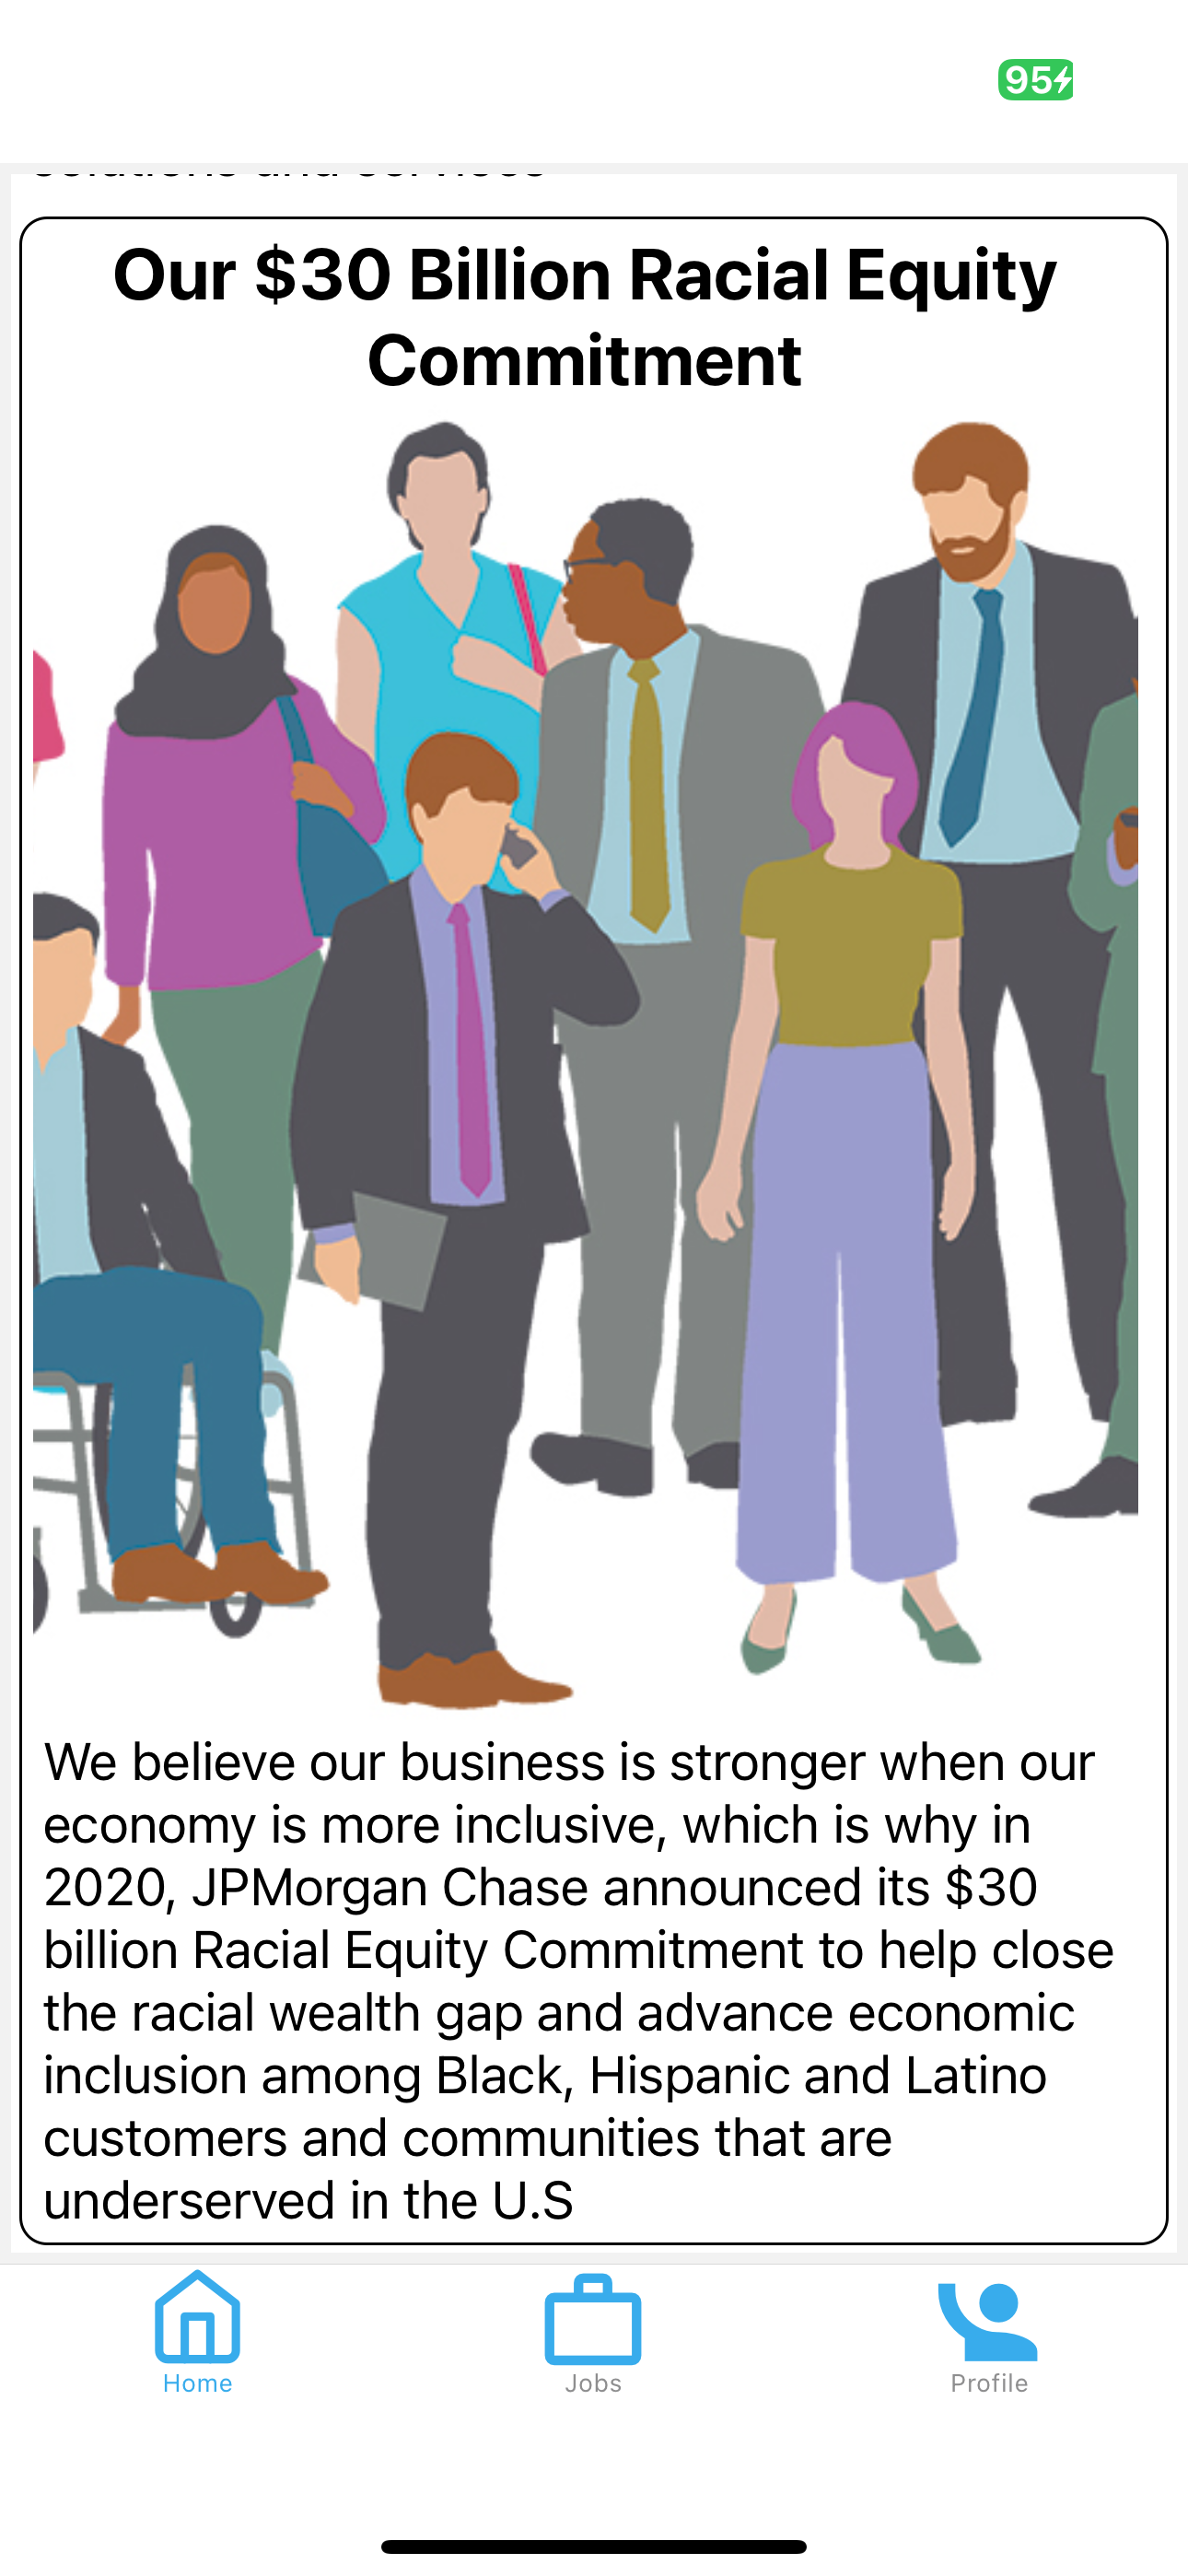 95
Our $30 Billion Racial Equity
Commitment
We believe our business is stronger when our
economy is more inclusive, which is why in
2020, JPMorgan Chase announced its $30
billion Racial Equity Commitment to help close
the racial wealth gap and advance economic
inclusion among Black, Hispanic and Latino
customers and communities that are
underserved in the U.S
Home
Jobs
Profile